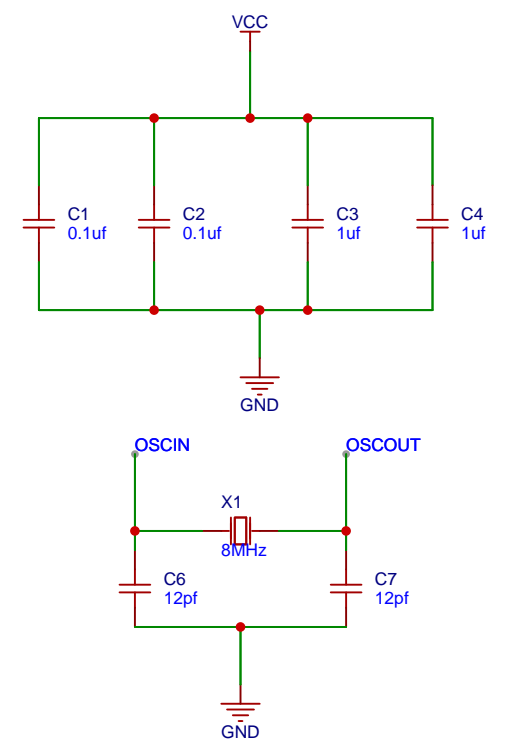 VCC
C1
0.1uf
C2
0.1uf
C3
1uf
C4
1uf
GND
OSCIN
OSCOUT
X1
8MHz
C6
12pf
C7
12pf
GND